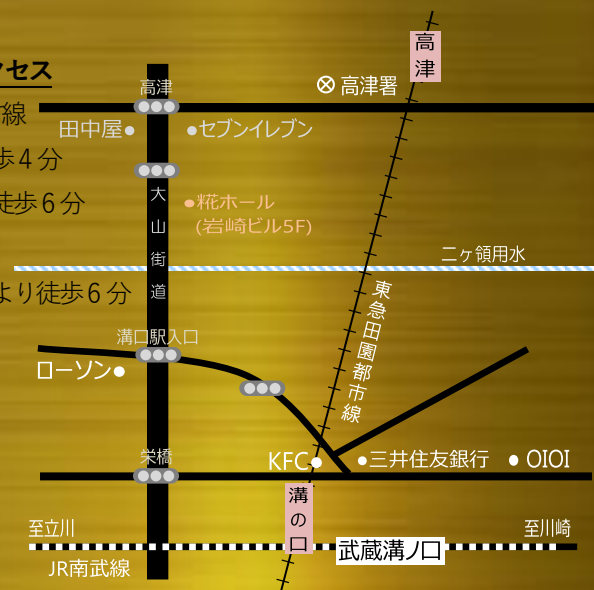 クセス
線
歩4分
徒歩6分
より徒歩6分
高津
高津
⊗高津署
田中屋
セブンイレブン
大山街道
糀ホール
(岩崎ビル5F)
二ヶ領用水
東急田園都市線
溝口駅入口
ローソン
栄橋
KFC
三井住友銀行
OIOI
溝の口
至立川
至川崎
武蔵溝ノ口
JR南武線